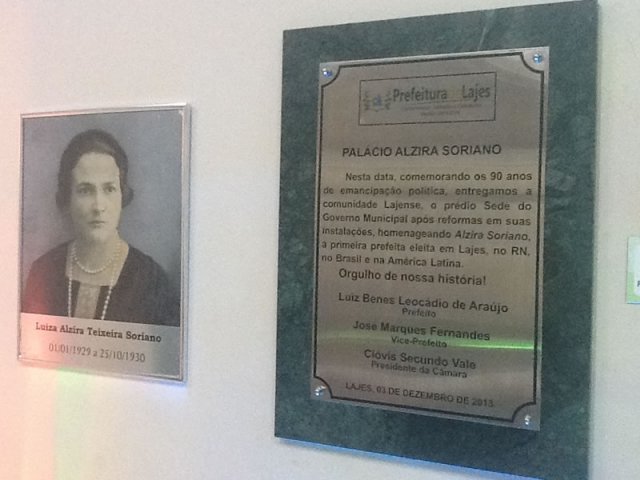 Luiza Alzira Teixeira Soriano
01/01/1929 a 25/10/1930
Prefeitura Lajes
PALÁCIO ALZIRA SORIANO
Nesta data, comemorando os 90 anos
de emancipação política, entregamos a
comunidade Lajense, o prédio Sede do
Governo Municipal após reformas em suas
instalações, homenageando Alzira Soriano,
a primeira prefeita eleita em Lajes, no RN,
no Brasil e na América Latina.
Orgulho de nossa história!
Luiz Benes Leocádio de Araújo
Prefeito
José Marques Fernandes
Vice-Prefeito
Clóvis Secundo Vale
Presidente da Câmara
LAJES, 03 DE DEZEMBRO DE 2013.